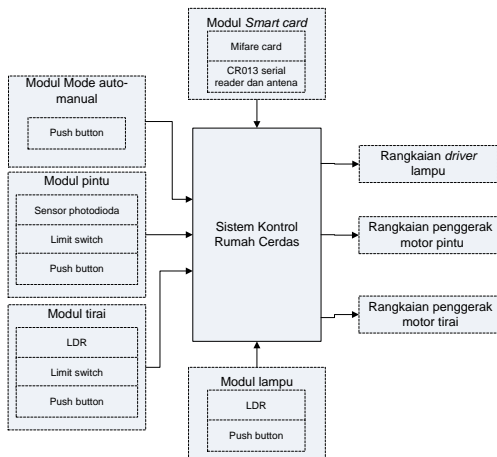 Modul Smart card
Mifare card
CR013 serial
reader dan antena
Modul Mode auto-
manual
Push button
Modul pintu
Sensor photodioda
Limit switch
Push button
Modul tirai
LDR
Limit switch
Push button
Sistem Kontrol
Rumah Cerdas
Rangkaian driver
lampu
Rangkaian penggerak
motor pintu
Rangkaian penggerak
motor tirai
Modul lampu
LDR
Push button